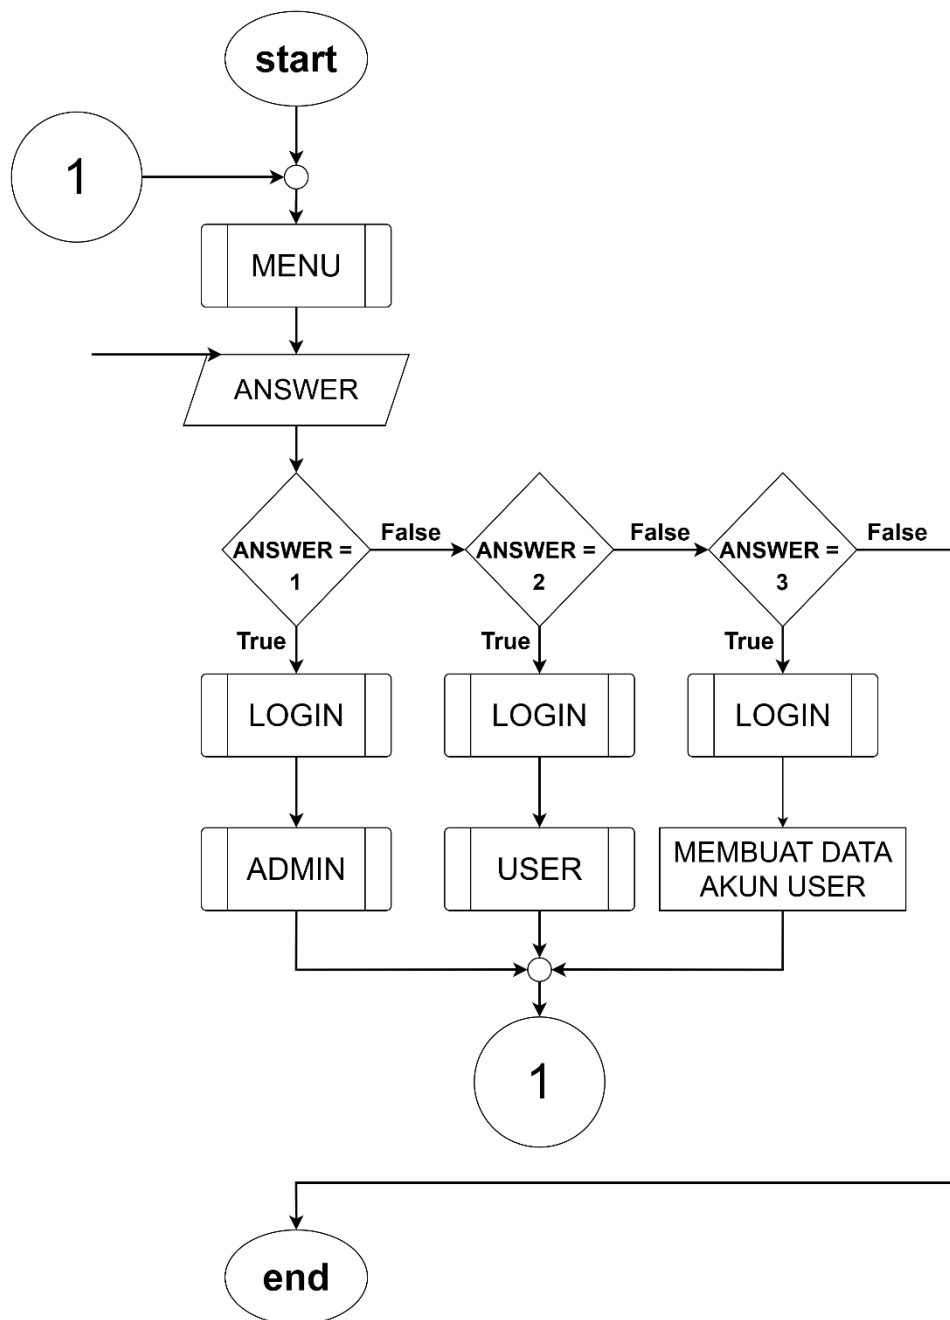 start
1
MENU
ANSWER
ANSWER =
1
False
ANSWER =
2
False
ANSWER =
3
False
True
True
True
LOGIN
LOGIN
LOGIN
ADMIN
USER
MEMBUAT DATA
AKUN USER
1
end